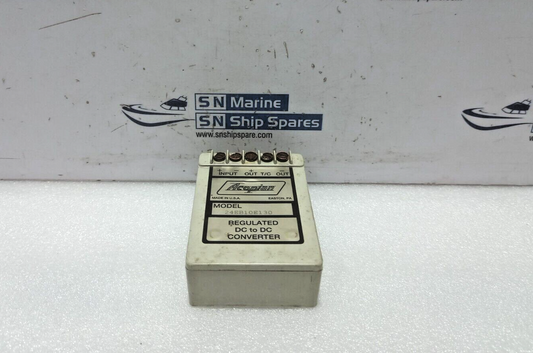 SN Marine
SN Ship Spares
www.snshipspare.com
INPUT OUT T/C OUT
Acopian
MADE IN U.S.A. EASTON, PA
MODEL
REGULATED
DC to DC
CONVERTER